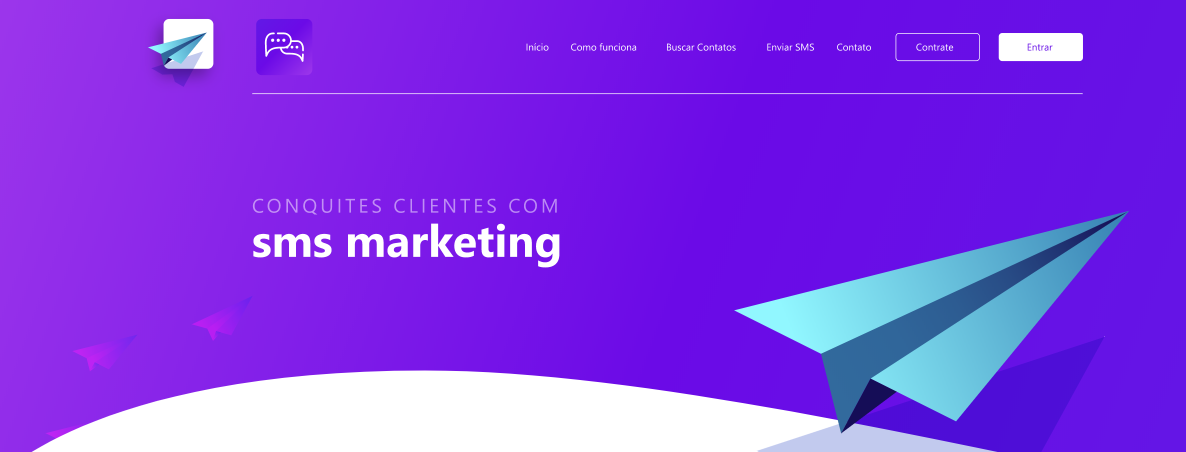 Início Como funciona Buscar Contatos Enviar SMS Contato Contrate Entrar
CONQUITES CLIENTES COM
sms marketing